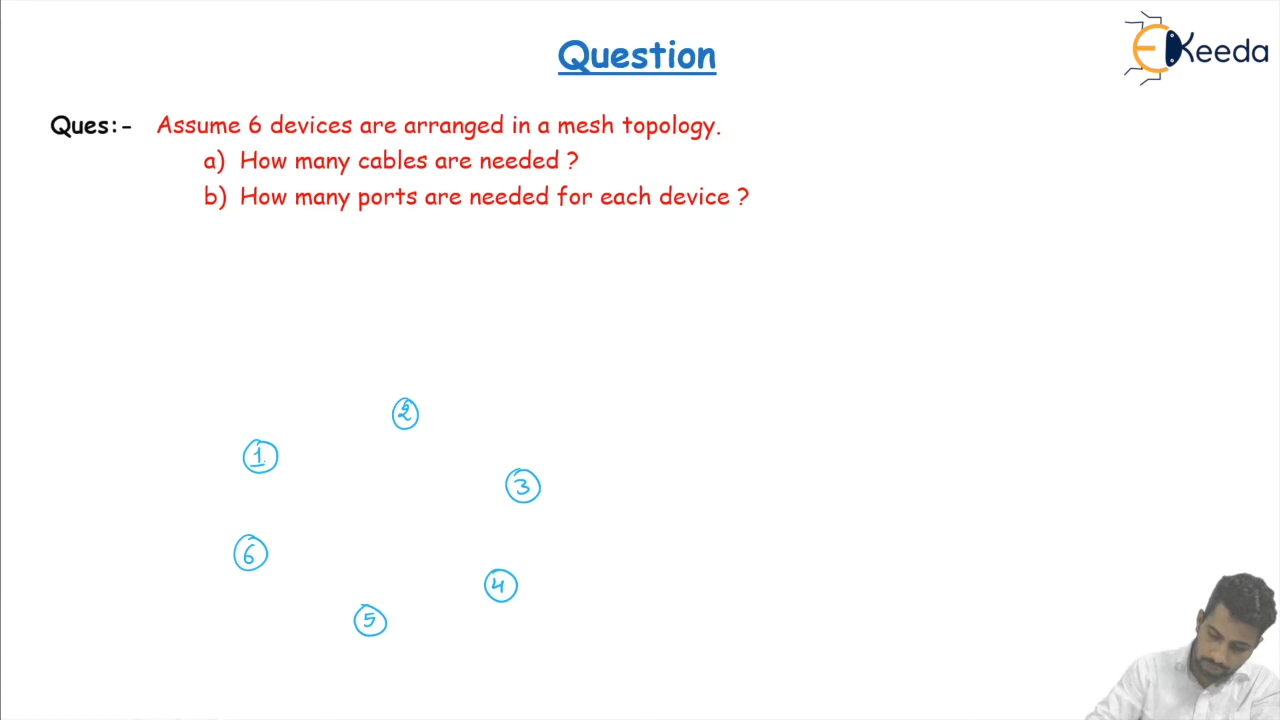 Question
EKeeda
Ques:- Assume 6 devices are arranged in a mesh topology.
a) How many cables are needed ?
b) How many ports are needed for each device ?
2
1
3
6
4
5